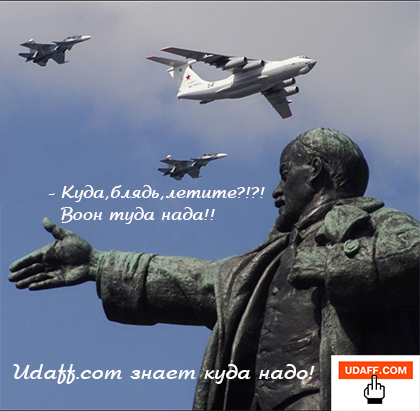 - Куда,блядь,летите?!?!
Воон туда нада!!
Udaff.com знает куда надо!
UDAFF.COM